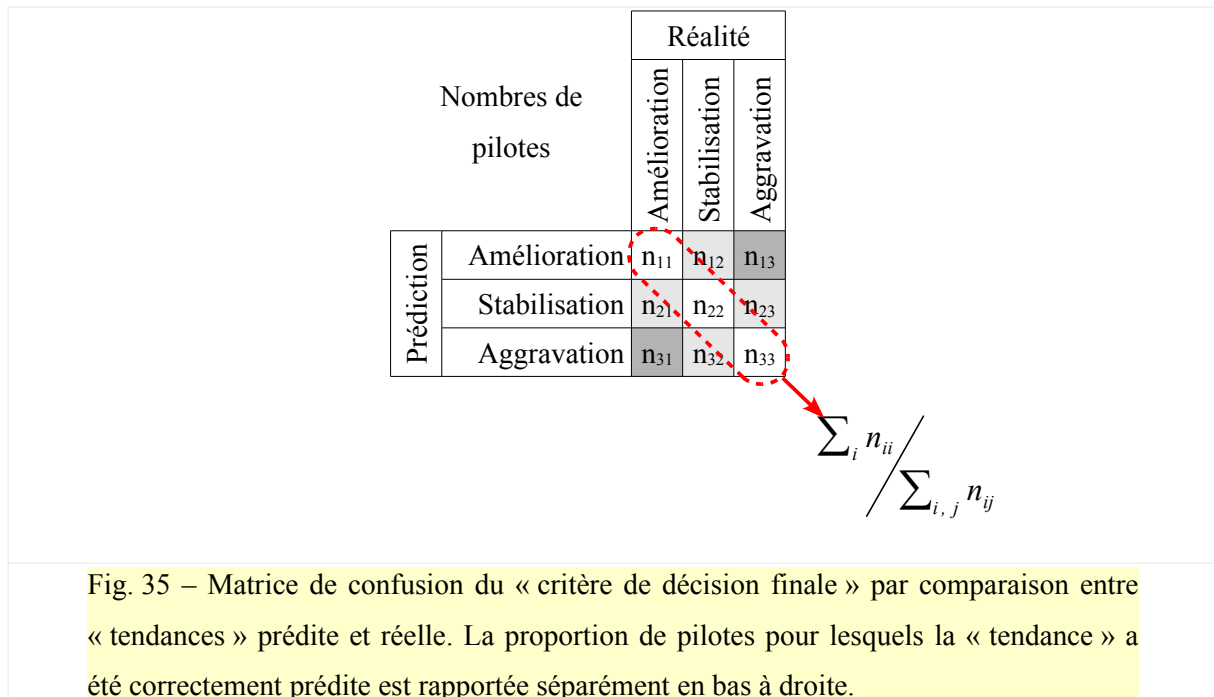 Réalité
Nombres de
pilotes
Amélioration
Stabilisation
Aggravation
Prédiction
Amélioration n₁₁ n₁₂ n₁₃
Stabilisation n₂₁ n₂₂ n₂₃
Aggravation n₃₁ n₃₂ n₃₃
∑ᵢ nᵢᵢ /
∑ᵢ,ⱼ nᵢⱼ
Fig. 35 – Matrice de confusion du « critère de décision finale » par comparaison entre
« tendances » prédite et réelle. La proportion de pilotes pour lesquels la « tendance » a
été correctement prédite est rapportée séparément en bas à droite.